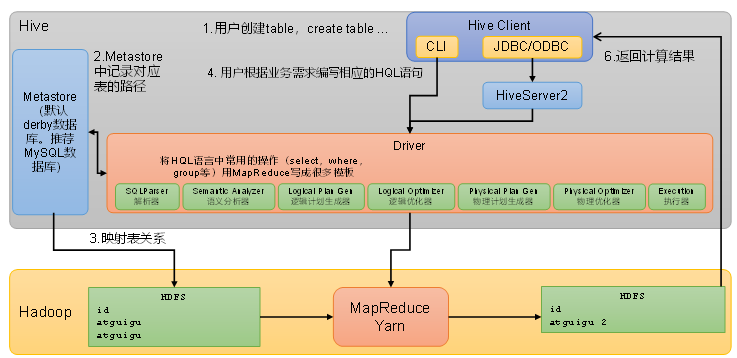 Hive
1.用户创建table，create table ...
Hive Client
CLI
JDBC/ODBC
2.Metastore
中记录对应
表的路径
4. 用户根据业务需求编写相应的HQL语句
6.返回计算结果
HiveServer2
Metastore
（默认
derby数据
库。推荐
MySQL数
据库）
Driver
将HQL语言中常用的操作（select，where，
group等）用MapReduce写成很多模板
SQLParser
解析器
Semantic Analyzer
语义分析器
Logical Plan Gen
逻辑计划生成器
Logical Optimizer
逻辑优化器
Physical Plan Gen
物理计划生成器
Physical Optimizer
物理优化器
Execution
执行器
3.映射表关系
Hadoop
HDFS
id
atguigu
atguigu
MapReduce
Yarn
HDFS
id
atguigu 2